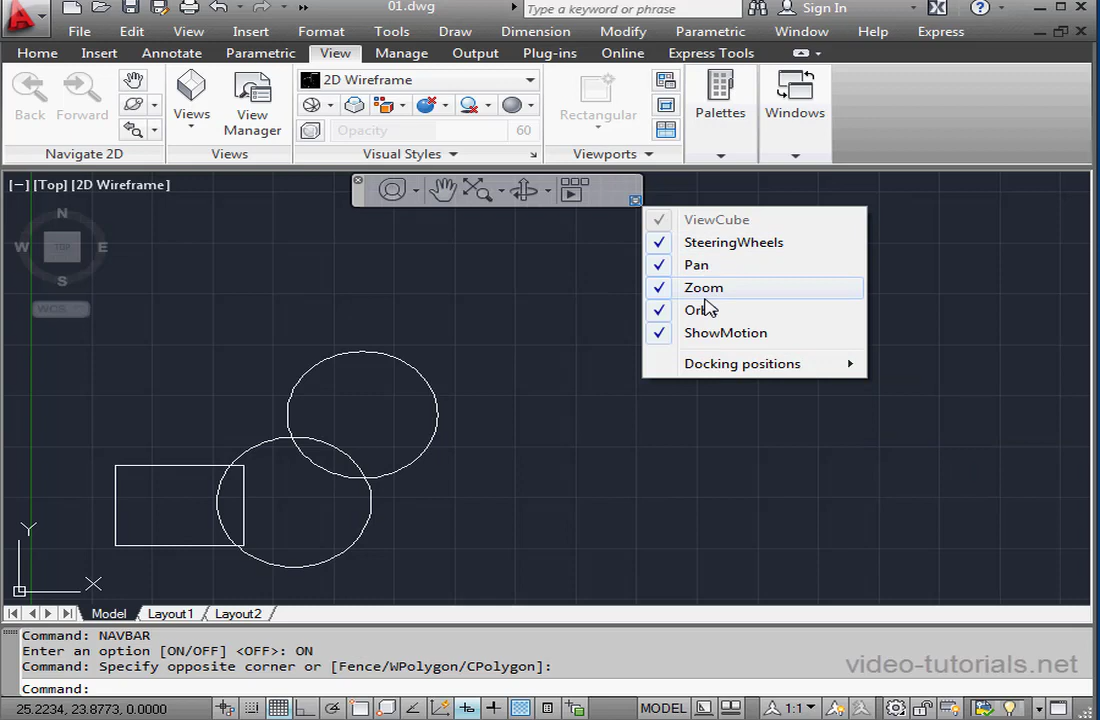 01.dwg
Type a keyword or phrase
Sign In
File Edit View Insert Format Tools Draw Dimension Modify Parametric Window Help Express
Home Insert Annotate Parametric View Manage Output Plug-ins Online Express Tools
2D Wireframe
Back Forward
Views
View
Manager
Opacity 60
Rectangular
Palettes
Windows
Navigate 2D
Views
Visual Styles
Viewports
[−] [Top] [2D Wireframe]
N
W TOP E
S
WCS
ViewCube
SteeringWheels
Pan
Zoom
ShowMotion
Docking positions
Y
X
Model Layout1 Layout2
Command: NAVBAR
Enter an option [ON/OFF] <OFF>: ON
Command: Specify opposite corner or [Fence/WPolygon/CPolygon]:
video-tutorials.net
Command:
25.2234, 23.8773, 0.0000
MODEL
1:1